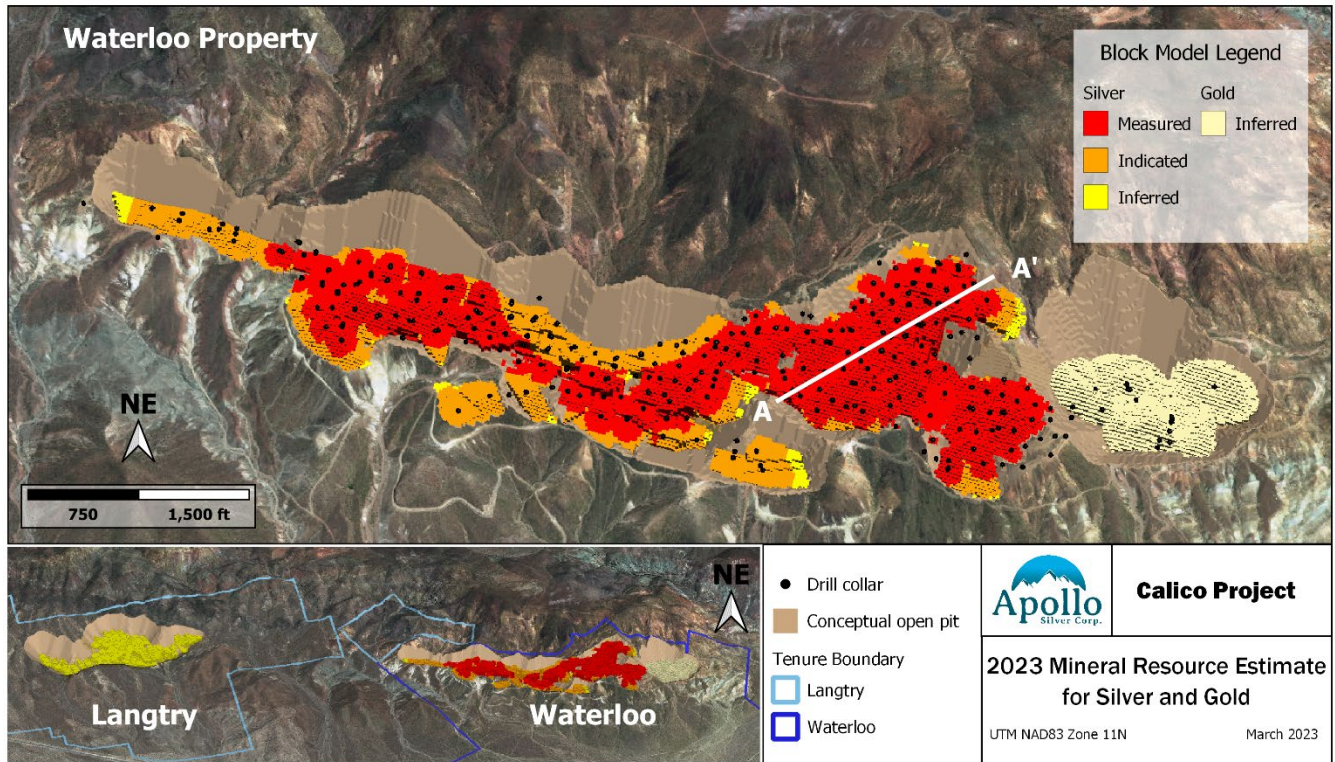 Waterloo Property
Block Model Legend
Silver
Gold
Measured
Inferred
Indicated
Inferred
A'
A
NE
750
1,500 ft
NE
Langtry
Waterloo
Drill collar
Conceptual open pit
Tenure Boundary
Langtry
Waterloo
Apollo
Silver Corp.
Calico Project
2023 Mineral Resource Estimate
for Silver and Gold
UTM NAD83 Zone 11N
March 2023